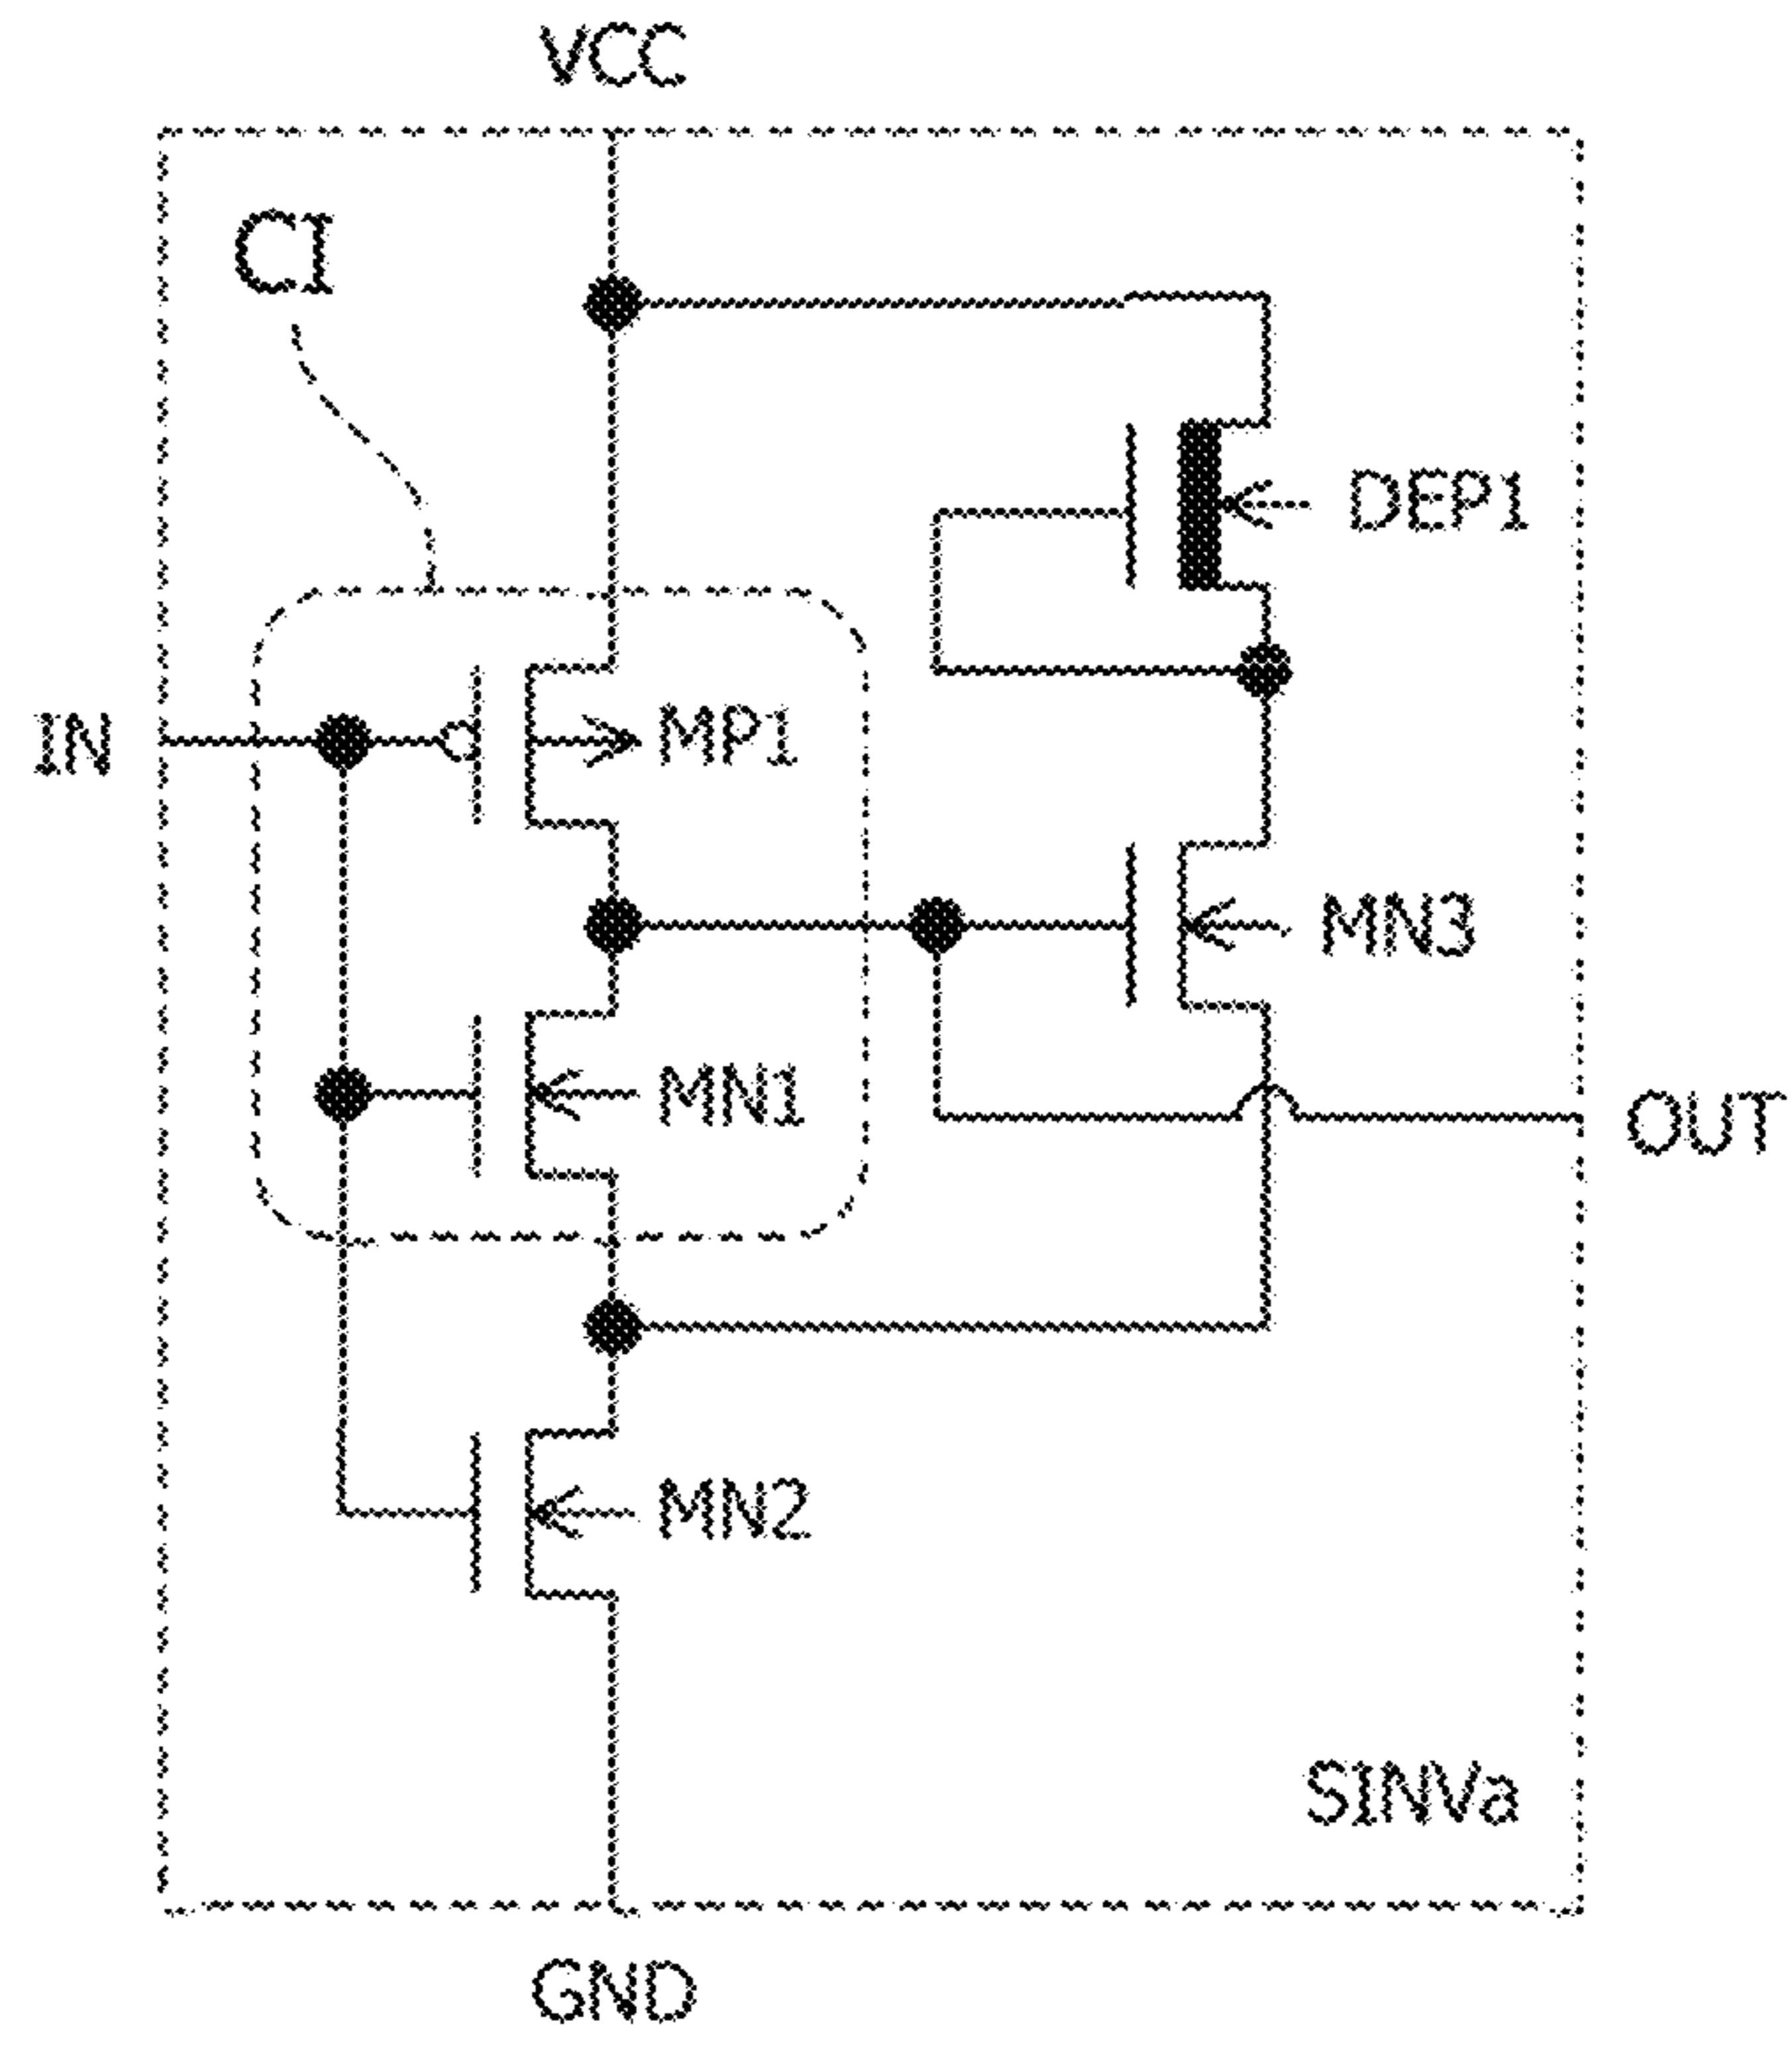 VCC
CI
DEP1
IN
MP1
MN3
MN1
OUT
MN2
SINVa
GND